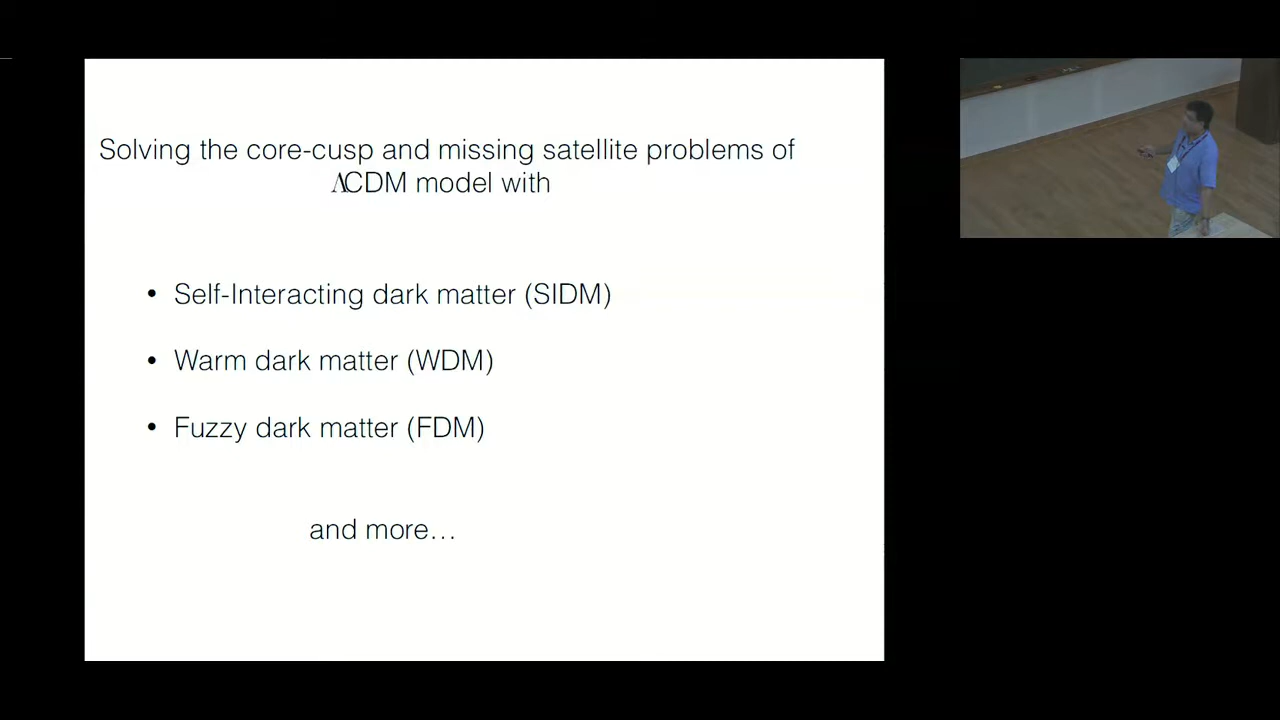 Solving the core-cusp and missing satellite problems of
ΛCDM model with
• Self-Interacting dark matter (SIDM)
• Warm dark matter (WDM)
• Fuzzy dark matter (FDM)
and more…